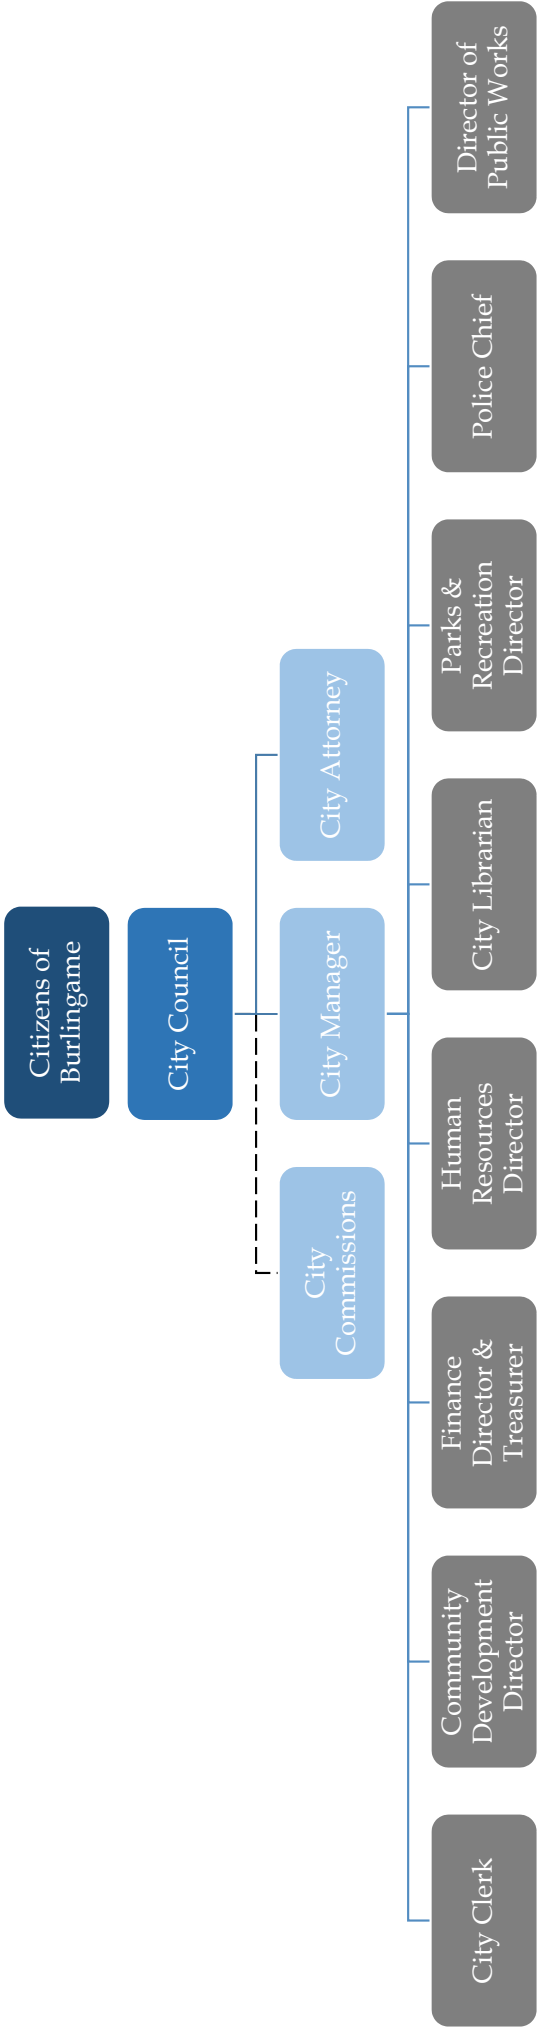 Citizens of
Burlingame
City Council
City
Commissions
City Manager
City Attorney
City Clerk
Community
Development
Director
Finance
Director &
Treasurer
Human
Resources
Director
City Librarian
Parks &
Recreation
Director
Police Chief
Director of
Public Works